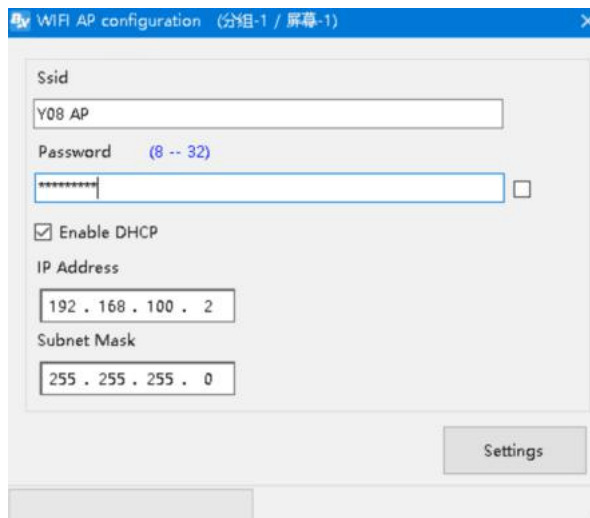 WIFI AP configuration (分组-1 / 屏幕-1)
Ssid
Y08 AP
Password (8 -- 32)
*********
Enable DHCP
IP Address
192 . 168 . 100 . 2
Subnet Mask
255 . 255 . 255 . 0
Settings